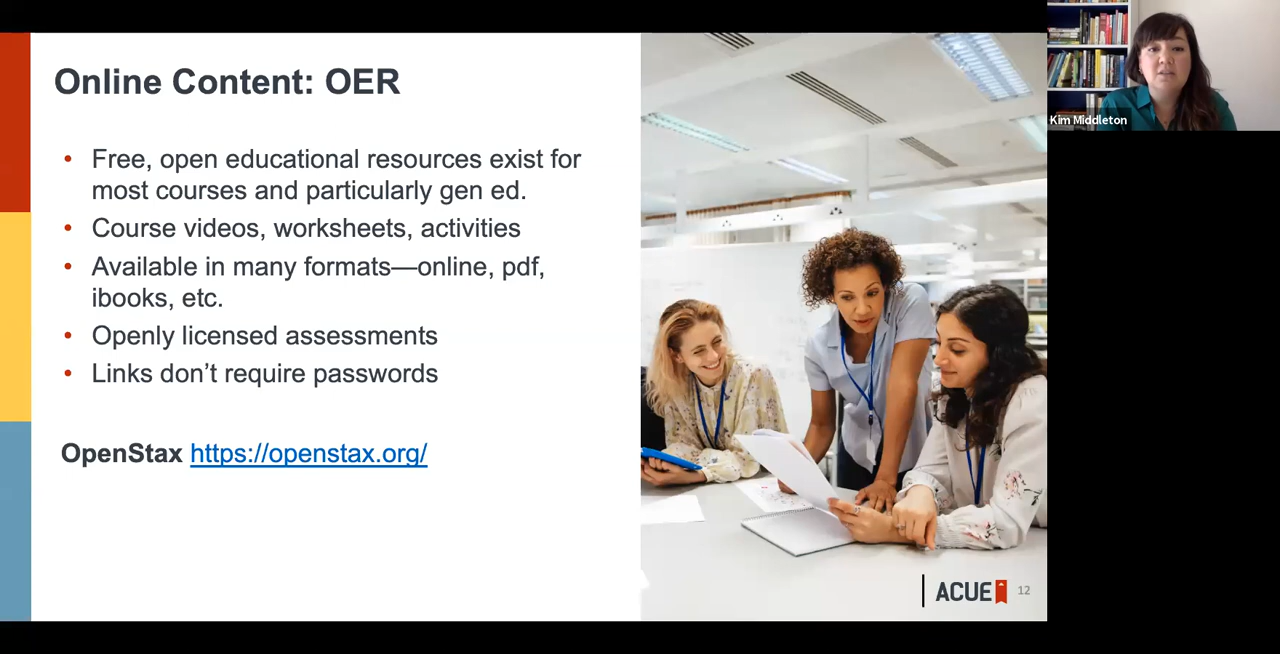 Online Content: OER
• Free, open educational resources exist for
most courses and particularly gen ed.
• Course videos, worksheets, activities
• Available in many formats—online, pdf,
ibooks, etc.
• Openly licensed assessments
• Links don’t require passwords
OpenStax https://openstax.org/
ACUE 12
Kim Middleton